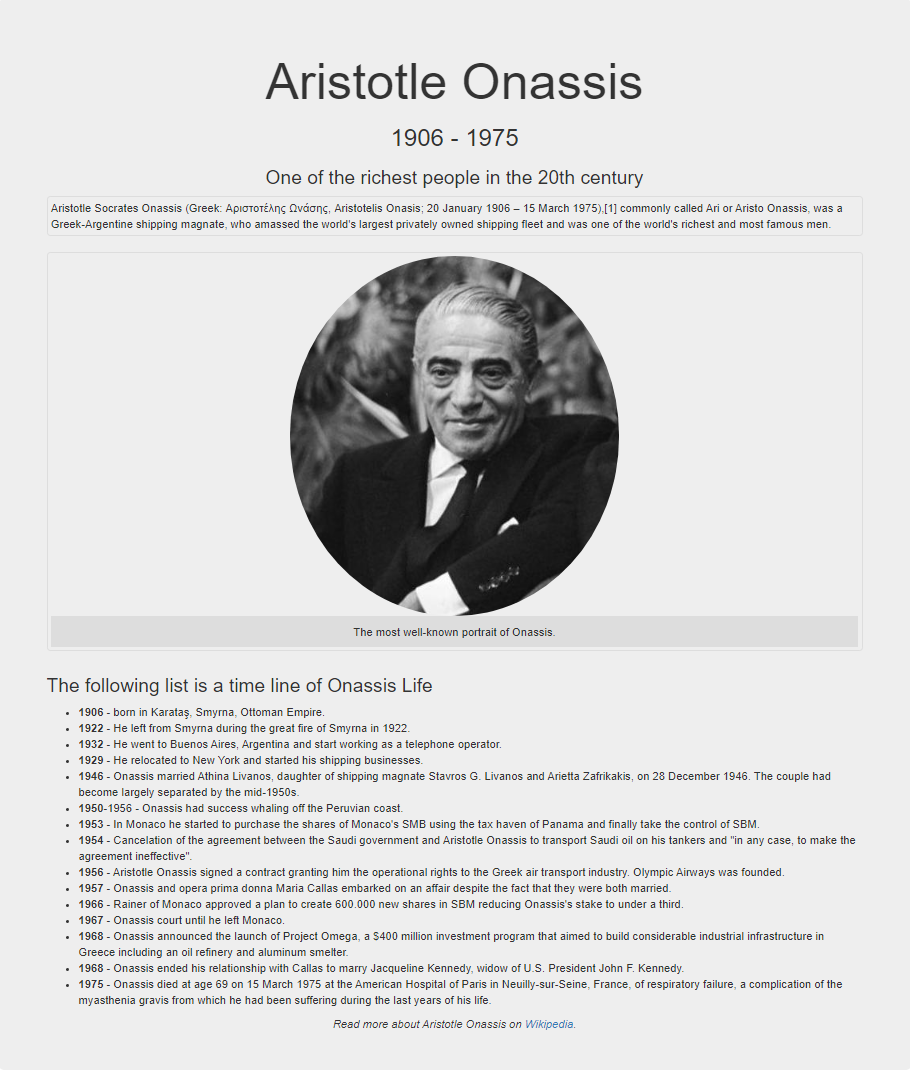 Aristotle Onassis
1906 - 1975
One of the richest people in the 20th century
Aristotle Socrates Onassis (Greek: Αριστοτέλης Ωνάσης, Aristotelis Onasis; 20 January 1906 – 15 March 1975),[1] commonly called Ari or Aristo Onassis, was a
Greek-Argentine shipping magnate, who amassed the world's largest privately owned shipping fleet and was one of the world's richest and most famous men.
The most well-known portrait of Onassis.
The following list is a time line of Onassis Life
• 1906 - born in Karataş, Smyrna, Ottoman Empire.
• 1922 - He left from Smyrna during the great fire of Smyrna in 1922.
• 1932 - He went to Buenos Aires, Argentina and start working as a telephone operator.
• 1929 - He relocated to New York and started his shipping businesses.
• 1946 - Onassis married Athina Livanos, daughter of shipping magnate Stavros G. Livanos and Arietta Zafrikakis, on 28 December 1946. The couple had
become largely separated by the mid-1950s.
• 1950-1956 - Onassis had success whaling off the Peruvian coast.
• 1953 - In Monaco he started to purchase the shares of Monaco's SMB using the tax haven of Panama and finally take the control of SBM.
• 1954 - Cancelation of the agreement between the Saudi government and Aristotle Onassis to transport Saudi oil on his tankers and "in any case, to make the
agreement ineffective".
• 1956 - Aristotle Onassis signed a contract granting him the operational rights to the Greek air transport industry. Olympic Airways was founded.
• 1957 - Onassis and opera prima donna Maria Callas embarked on an affair despite the fact that they were both married.
• 1966 - Rainer of Monaco approved a plan to create 600.000 new shares in SBM reducing Onassis's stake to under a third.
• 1967 - Onassis court until he left Monaco.
• 1968 - Onassis announced the launch of Project Omega, a $400 million investment program that aimed to build considerable industrial infrastructure in
Greece including an oil refinery and aluminum smelter.
• 1968 - Onassis ended his relationship with Callas to marry Jacqueline Kennedy, widow of U.S. President John F. Kennedy.
• 1975 - Onassis died at age 69 on 15 March 1975 at the American Hospital of Paris in Neuilly-sur-Seine, France, of respiratory failure, a complication of the
myasthenia gravis from which he had been suffering during the last years of his life.
Read more about Aristotle Onassis on Wikipedia.